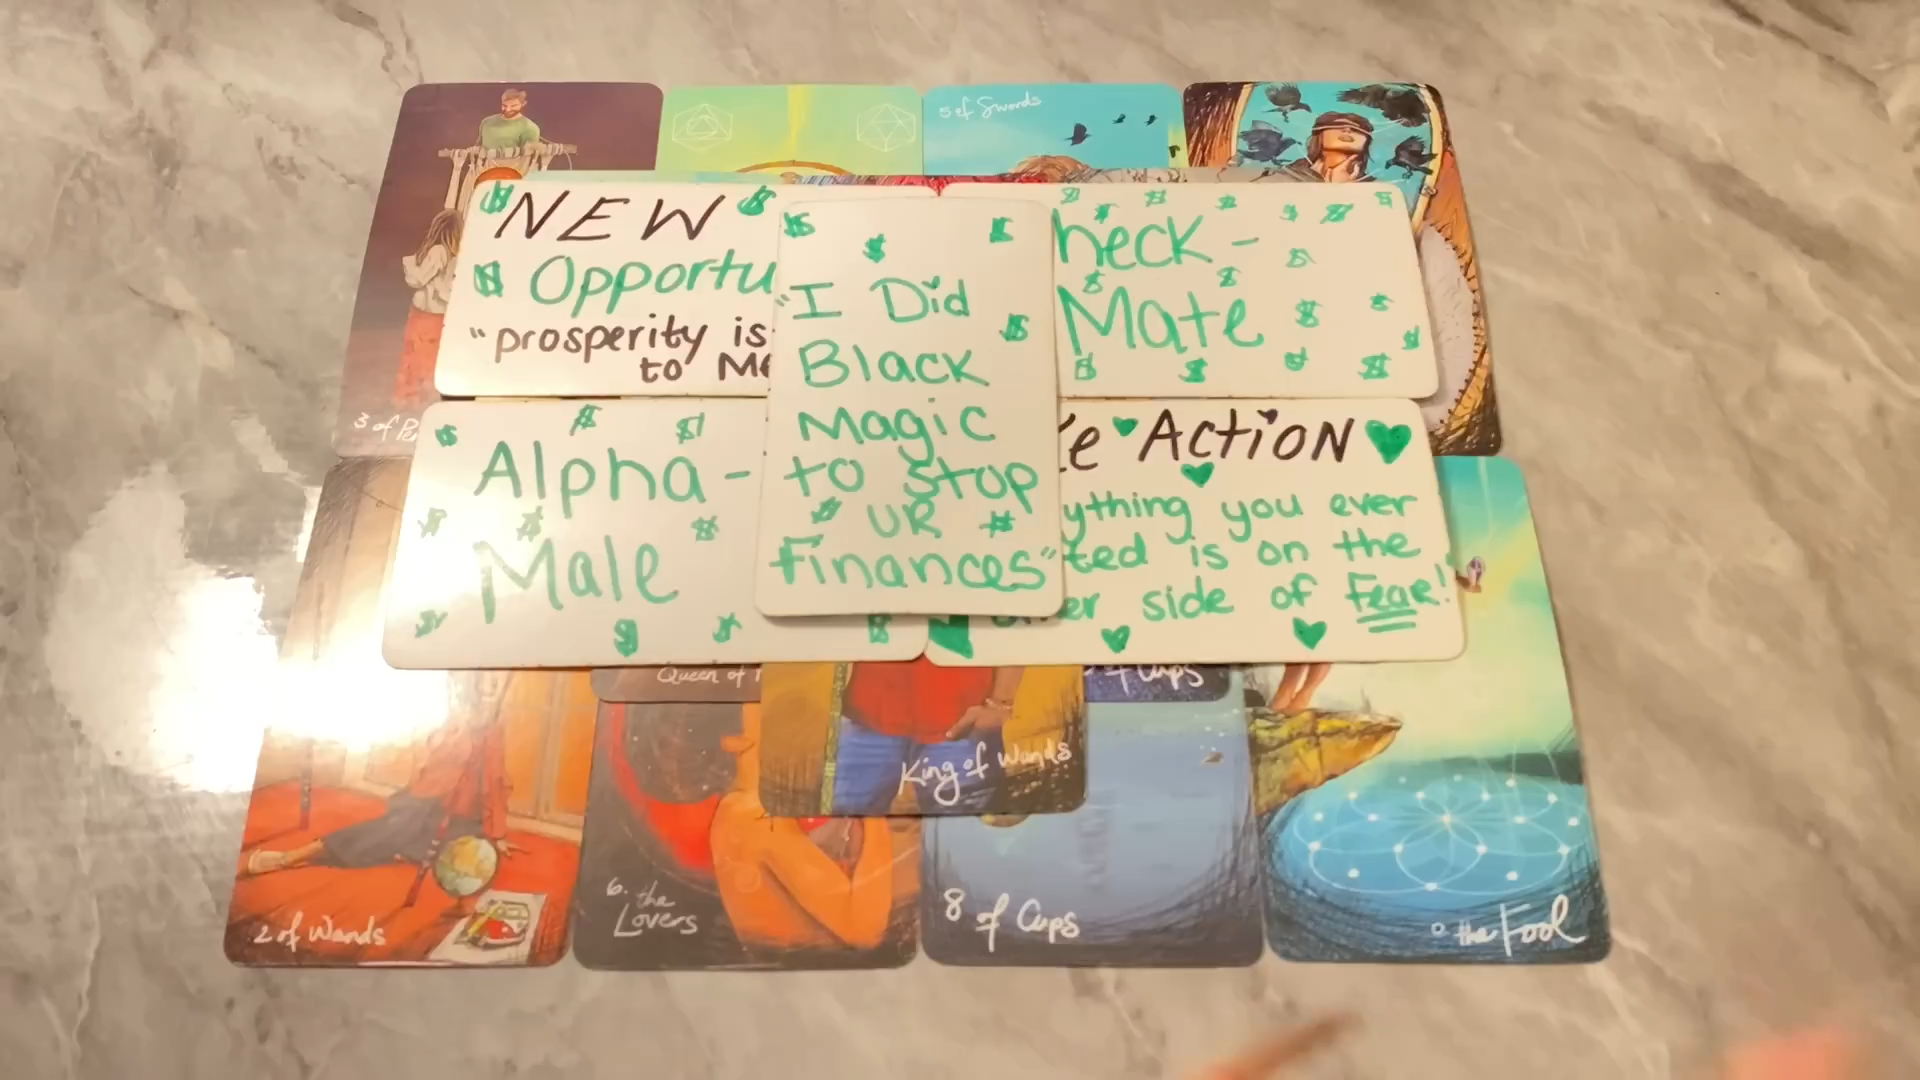 5 of Swords
NEW
Opportu
"prosperity is
to Me
heck-
Mate
"I Did
Black
Magic
to Stop
UR
Finances"
Alpha-
Male
ke Action
ything you ever
ted is on the
er side of Fear!
3 of Pe
Queen of
f Cups
King of Wands
2 of Wands
6. the
Lovers
8 of Cups
0 the Fool